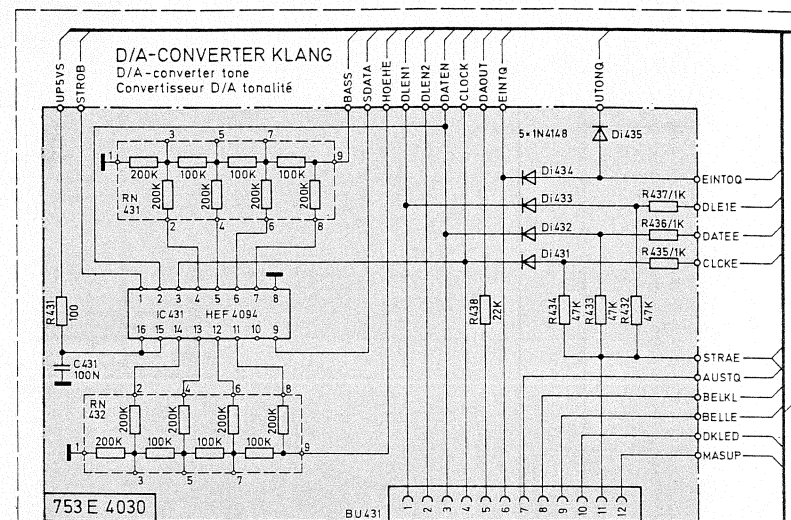 D/A-CONVERTER KLANG
D/A-converter tone
Convertisseur D/A tonalité
UP5VS
STROB
BASS
SDATA
HOEHE
DLEN1
DLEN2
DATEN
CLOCK
DAOUT
EINTQ
UTONQ
5×1N4148
Di435
3 5 7
1 9
200K 100K 100K 100K
Di434
EINTOQ
RN
431
200K 200K 200K 200K
Di433
R437/1K
DLE1E
2 4 6 8
Di432
R436/1K
DATEE
Di431
R435/1K
CLCKE
1 2 3 4 5 6 7 8
IC431 HEF4094
16 15 14 13 12 11 10 9
R431
100
R438
22K
R434
47K
R433
47K
R432
47K
C431
100N
STRAE
AUSTQ
BELKL
BELLE
DKLED
MASUP
2 4 6 8
RN
432
200K 200K 200K 200K
1 9
200K 100K 100K 100K
3 5 7
753 E 4030
BU431
1 2 3 4 5 6 7 8 9 10 11 12